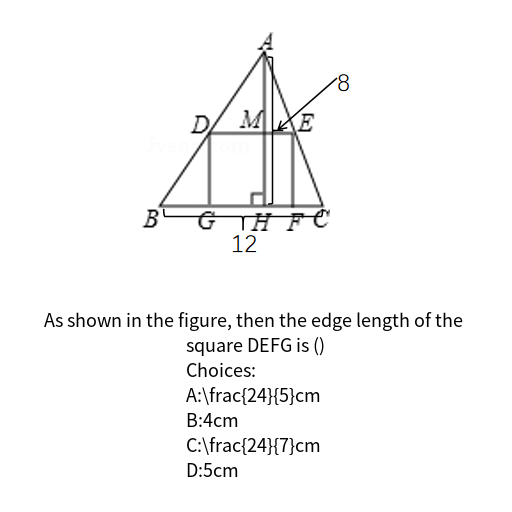 A
8
D M E
B G H F C
12
As shown in the figure, then the edge length of the
square DEFG is ()
Choices:
A:\frac{24}{5}cm
B:4cm
C:\frac{24}{7}cm
D:5cm